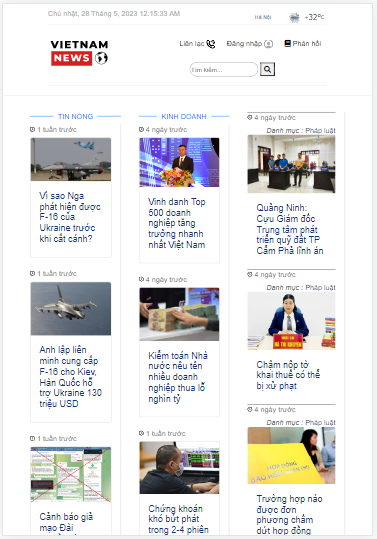 Chủ nhật, 28 Tháng 5, 2023 12:15:33 AM
Hà Nội
+32°C
VIETNAM
NEWS
Liên lạc
Đăng nhập
Phản hồi
Tìm kiếm...
TIN NÓNG
1 tuần trước
Vì sao Nga
phát hiện được
F-16 của
Ukraine trước
khi cất cánh?
1 tuần trước
Anh lập liên
minh cung cấp
F-16 cho Kiev,
Hàn Quốc hỗ
trợ Ukraine 130
triệu USD
1 tuần trước
Cảnh báo giả
mạo Đài
KINH DOANH
4 ngày trước
Vinh danh Top
500 doanh
nghiệp tăng
trưởng nhanh
nhất Việt Nam
4 ngày trước
Kiểm toán Nhà
nước nêu tên
nhiều doanh
nghiệp thua lỗ
nghìn tỷ
4 ngày trước
Chứng khoán
khó bứt phát
trong 2-4 phiên
4 ngày trước
Danh mục : Pháp luật
Quảng Ninh:
Cựu Giám đốc
Trung tâm phát
triển quỹ đất TP
Cẩm Phả lĩnh án
4 ngày trước
Danh mục : Pháp luật
Chậm nộp tờ
khai thuế có thể
bị xử phạt
4 ngày trước
Danh mục : Pháp luật
HỢP ĐỒNG
Trường hợp nào
được đơn
phương chấm
dứt hợp đồng